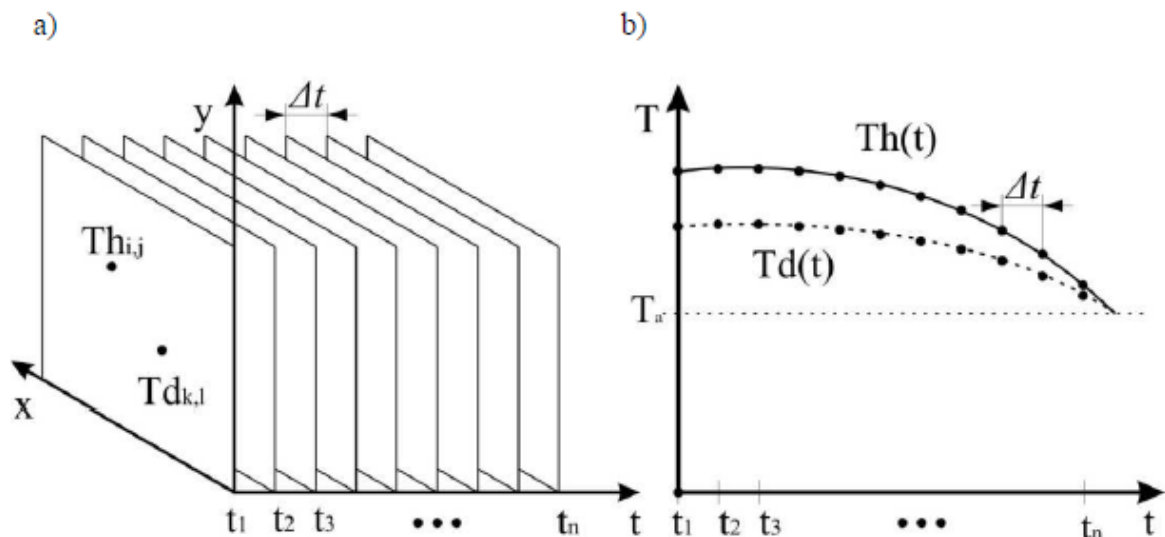 a)
y
Δt
Thi,j
Tdk,l
x
t1 t2 t3 ••• tn t
b)
T
Th(t)
Δt
Td(t)
Ta
t1 t2 t3 ••• tn t